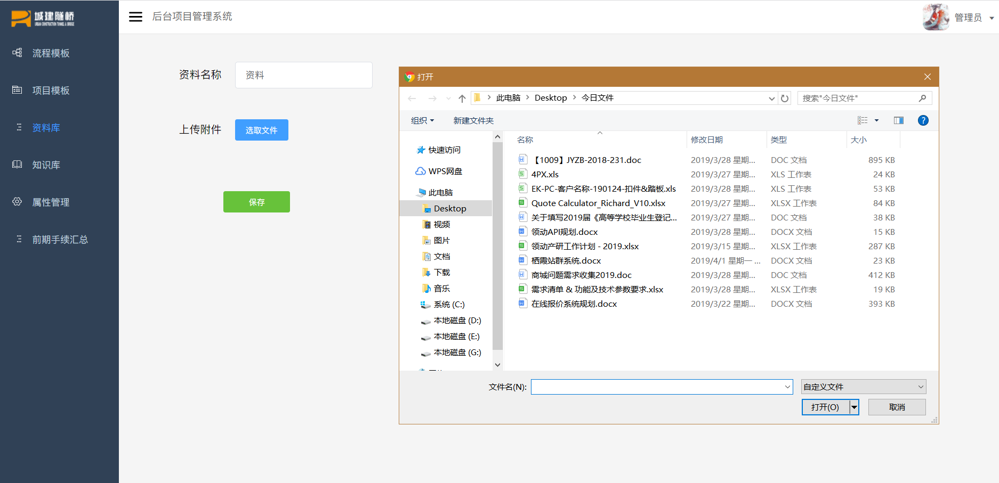 城建隧桥
URBAN CONSTRUCTION TUNNEL & BRIDGE
后台项目管理系统
管理员
流程模板
项目模板
资料库
知识库
属性管理
前期手续汇总
资料名称 资料
上传附件 选取文件
保存
打开
此电脑 Desktop 今日文件 搜索"今日文件"
组织 新建文件夹
名称 修改日期 类型 大小
快速访问
WPS网盘
此电脑
Desktop
视频
图片
文档
下载
音乐
系统 (C:)
本地磁盘 (D:)
本地磁盘 (E:)
本地磁盘 (G:)
【1009】JYZB-2018-231.doc 2019/3/28 星期... DOC 文档 895 KB
4PX.xls 2019/3/27 星期... XLS 工作表 24 KB
EK-PC-客户名称-190124-扣件&踏板.xls 2019/3/28 星期... XLS 工作表 53 KB
Quote Calculator_Richard_V10.xlsx 2019/3/27 星期... XLSX 工作表 84 KB
关于填写2019届《高等学校毕业生登记... 2019/3/27 星期... DOC 文档 38 KB
领动API规划.docx 2019/3/28 星期... DOCX 文档 15 KB
领动产研工作计划 - 2019.xlsx 2019/3/15 星期... XLSX 工作表 287 KB
栖霞站群系统.docx 2019/4/1 星期一 ... DOCX 文档 23 KB
商城问题需求收集2019.doc 2019/3/28 星期... DOC 文档 412 KB
需求清单 & 功能及技术参数要求.xlsx 2019/3/28 星期... XLSX 工作表 19 KB
在线报价系统规划.docx 2019/3/22 星期... DOCX 文档 393 KB
文件名(N): 自定义文件
打开(O) 取消